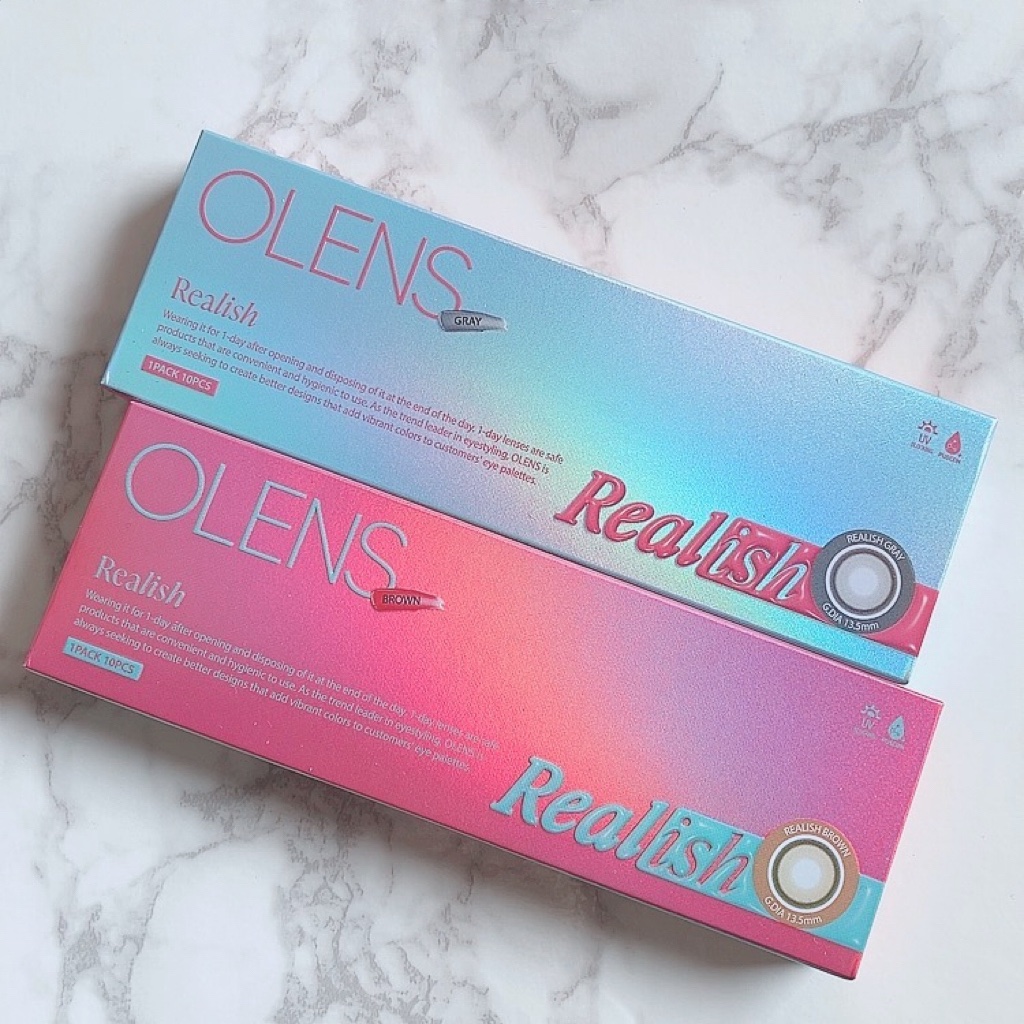 OLENS
GRAY
Realish
Wearing it for 1-day after opening and disposing of it at the end of the day. 1-day lenses are safe
products that are convenient and hygienic to use. As the trend leader in eyestyling, OLENS is
always seeking to create better designs that add vibrant colors to customers' eye palettes.
1PACK 10PCS
UV
Realish
REALISH GRAY
G.DIA 13.5mm
OLENS
BROWN
Realish
Wearing it for 1-day after opening and disposing of it at the end of the day. 1-day lenses are safe
products that are convenient and hygienic to use. As the trend leader in eyestyling, OLENS is
always seeking to create better designs that add vibrant colors to customers' eye palettes.
1PACK 10PCS
UV
Realish
REALISH BROWN
G.DIA 13.5mm